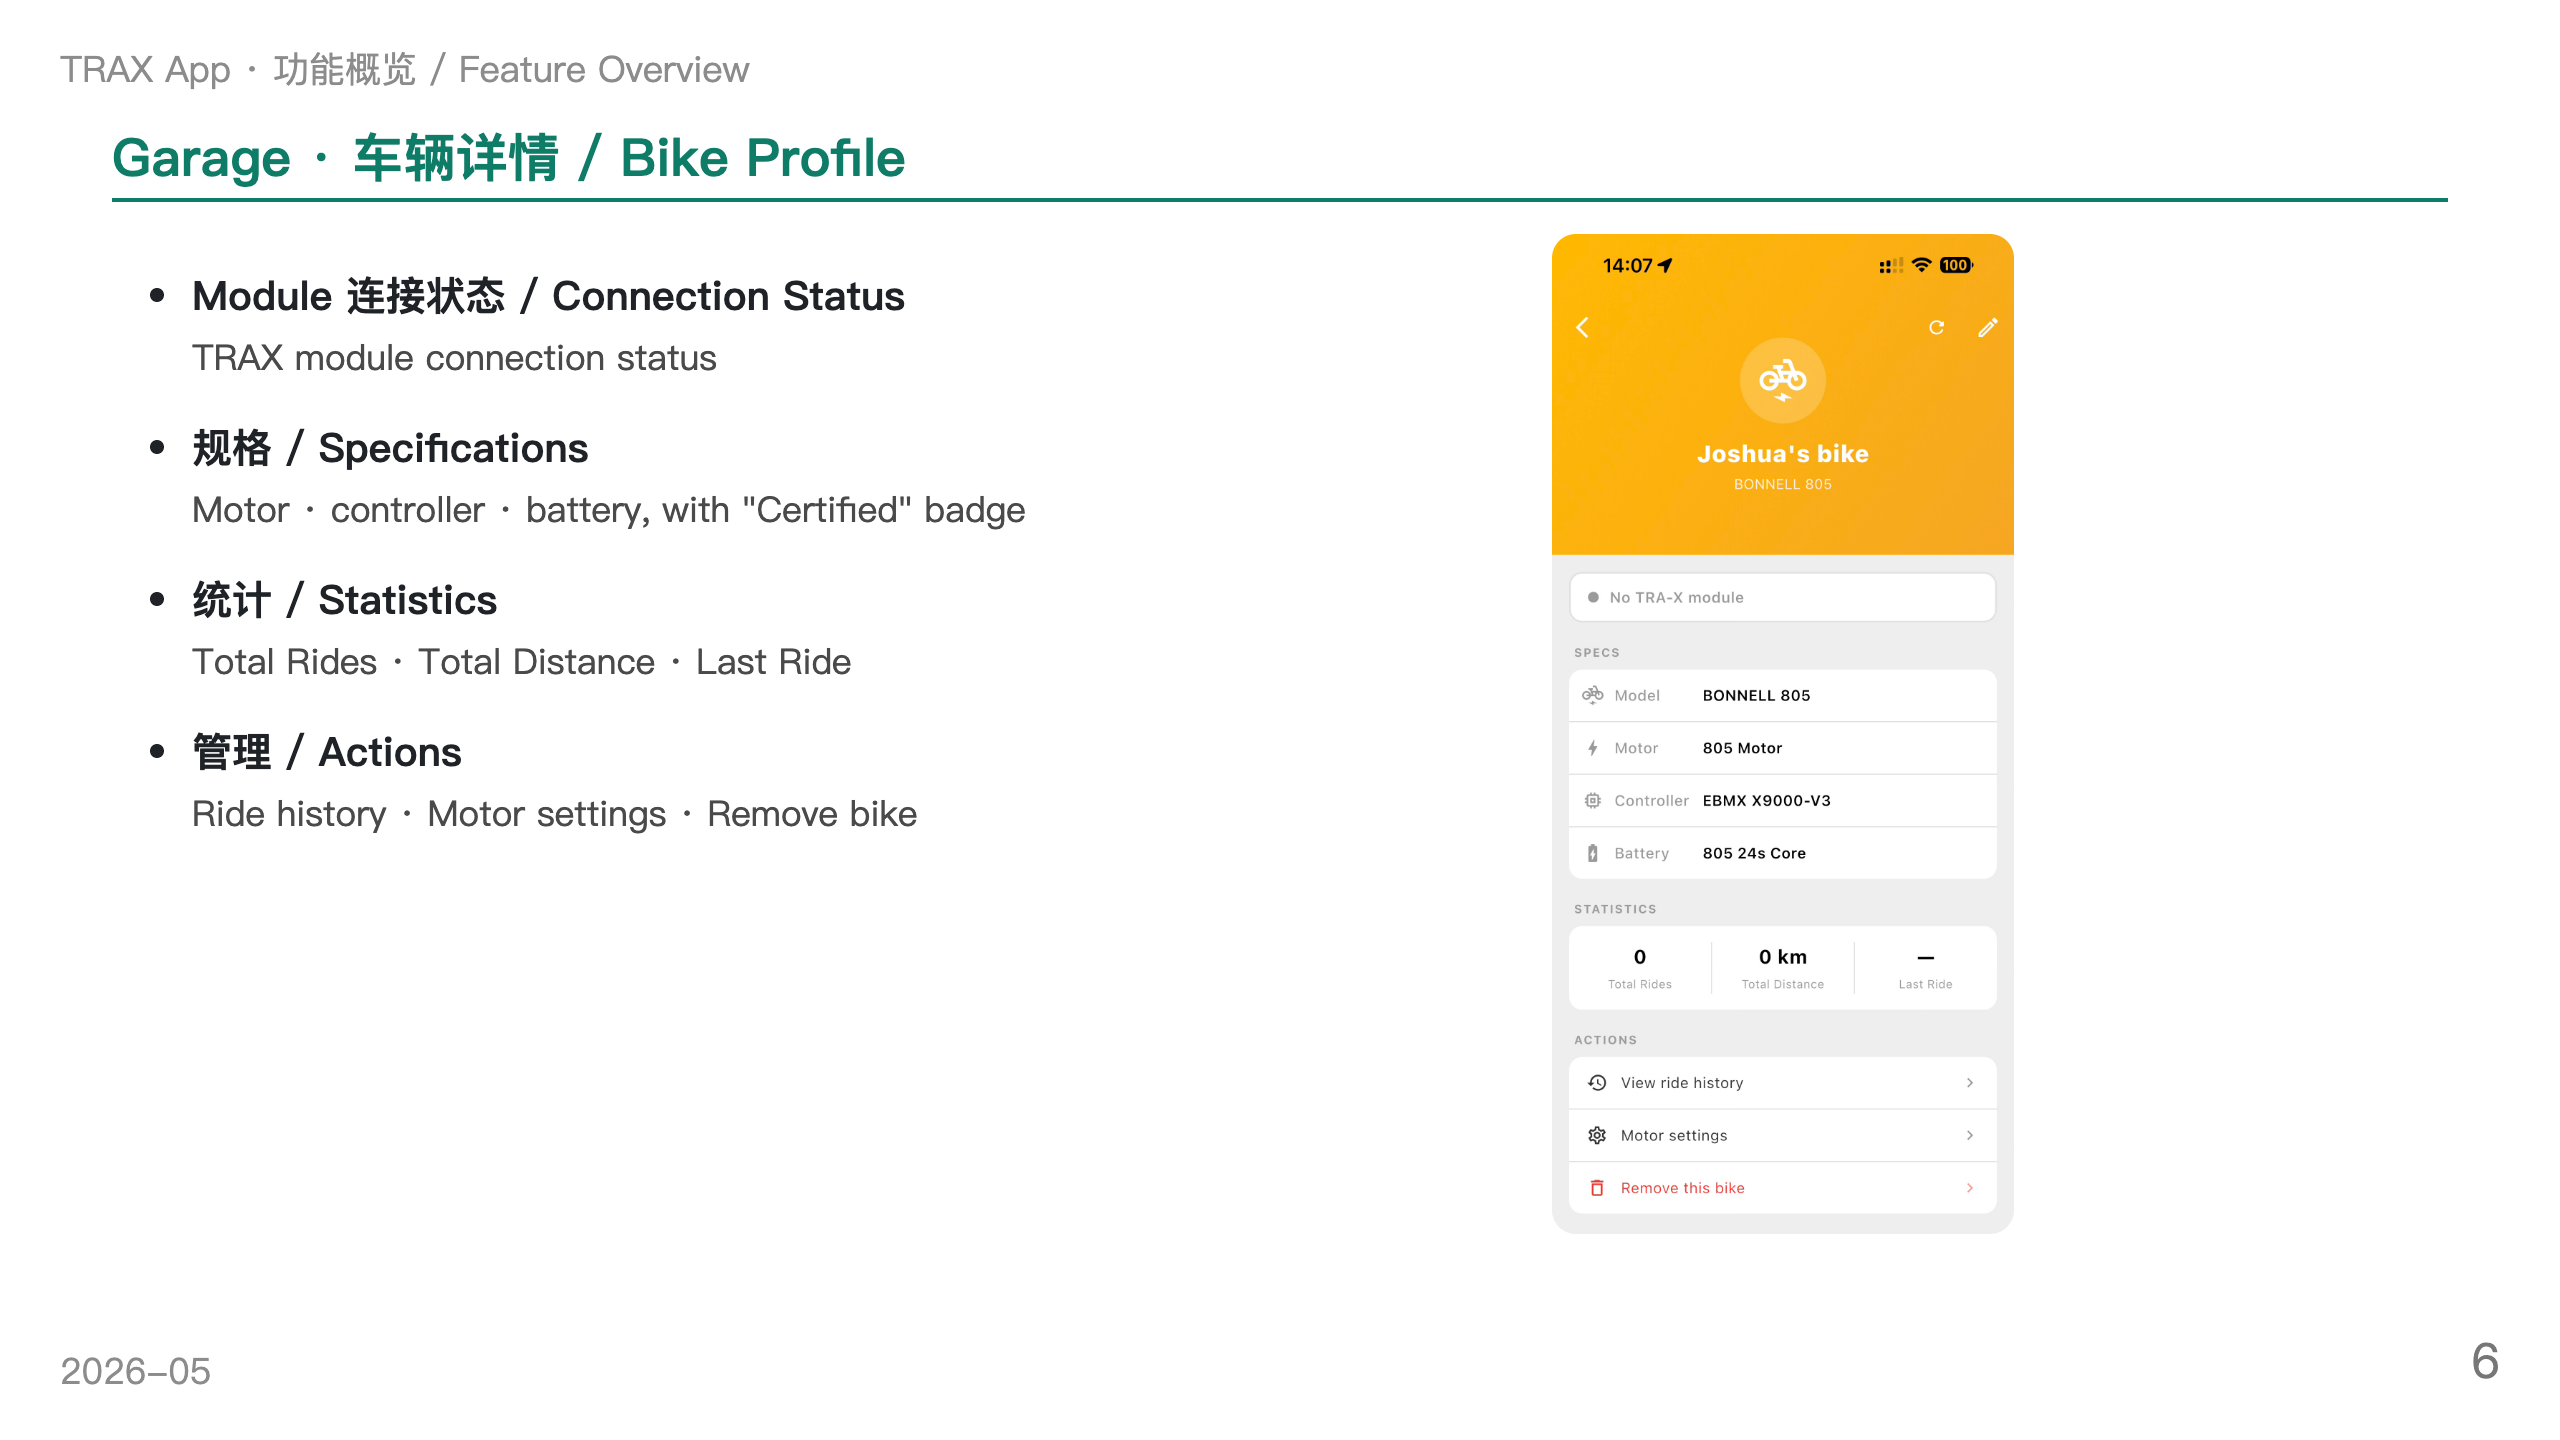 TRAX App · 功能概览 / Feature Overview
Garage · 车辆详情 / Bike Profile
• Module 连接状态 / Connection Status
TRAX module connection status
• 规格 / Specifications
Motor · controller · battery, with "Certified" badge
• 统计 / Statistics
Total Rides · Total Distance · Last Ride
• 管理 / Actions
Ride history · Motor settings · Remove bike
14:07
100
Joshua's bike
BONNELL 805
No TRA-X module
SPECS
Model BONNELL 805
Motor 805 Motor
Controller EBMX X9000-V3
Battery 805 24s Core
STATISTICS
0 0 km —
Total Rides Total Distance Last Ride
ACTIONS
View ride history
Motor settings
Remove this bike
2026-05
6